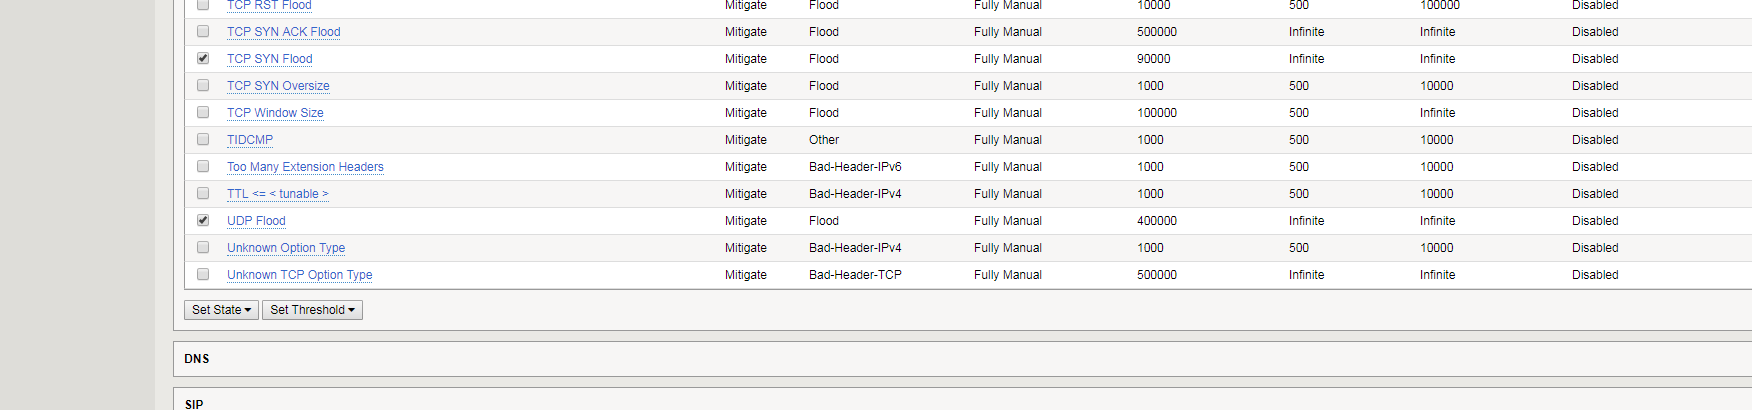 TCP RST Flood Mitigate Flood Fully Manual 10000 500 100000 Disabled
TCP SYN ACK Flood Mitigate Flood Fully Manual 500000 Infinite Infinite Disabled
TCP SYN Flood Mitigate Flood Fully Manual 90000 Infinite Infinite Disabled
TCP SYN Oversize Mitigate Flood Fully Manual 1000 500 10000 Disabled
TCP Window Size Mitigate Flood Fully Manual 100000 500 Infinite Disabled
TIDCMP Mitigate Other Fully Manual 1000 500 10000 Disabled
Too Many Extension Headers Mitigate Bad-Header-IPv6 Fully Manual 1000 500 10000 Disabled
TTL <= < tunable > Mitigate Bad-Header-IPv4 Fully Manual 1000 500 10000 Disabled
UDP Flood Mitigate Flood Fully Manual 400000 Infinite Infinite Disabled
Unknown Option Type Mitigate Bad-Header-IPv4 Fully Manual 1000 500 10000 Disabled
Unknown TCP Option Type Mitigate Bad-Header-TCP Fully Manual 500000 Infinite Infinite Disabled
Set State Set Threshold
DNS
SIP